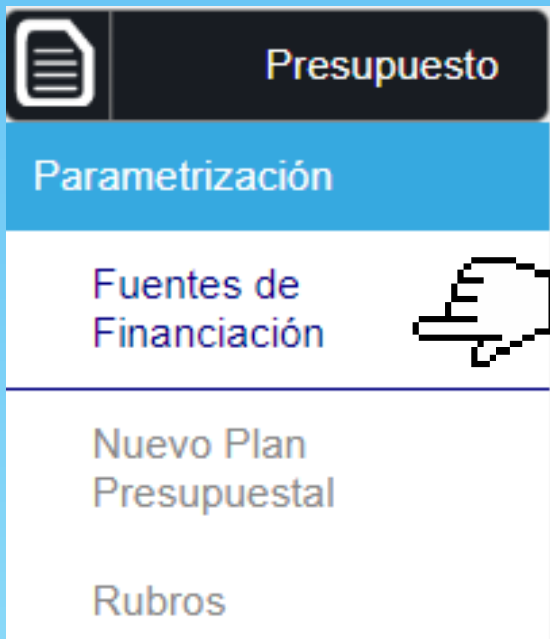 Presupuesto
Parametrización
Fuentes de
Financiación
Nuevo Plan
Presupuestal
Rubros